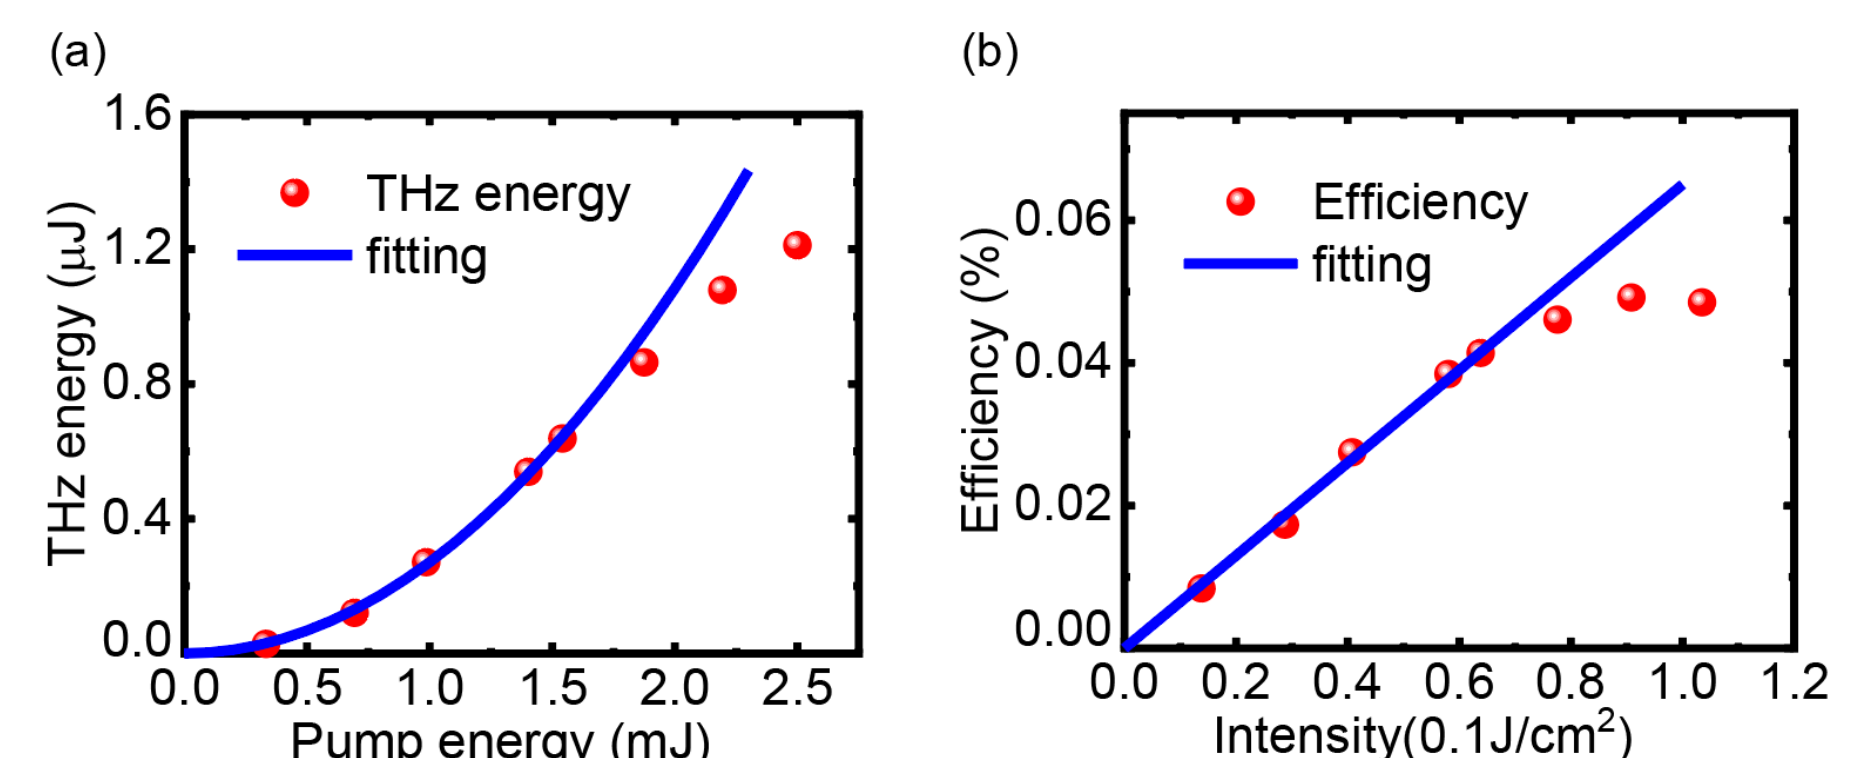 (a)
1.6
1.2
0.8
0.4
0.0
THz energy (μJ)
THz energy
fitting
0.0 0.5 1.0 1.5 2.0 2.5
Pump energy (mJ)
(b)
0.06
0.04
0.02
0.00
Efficiency (%)
Efficiency
fitting
0.0 0.2 0.4 0.6 0.8 1.0 1.2
Intensity(0.1J/cm²)